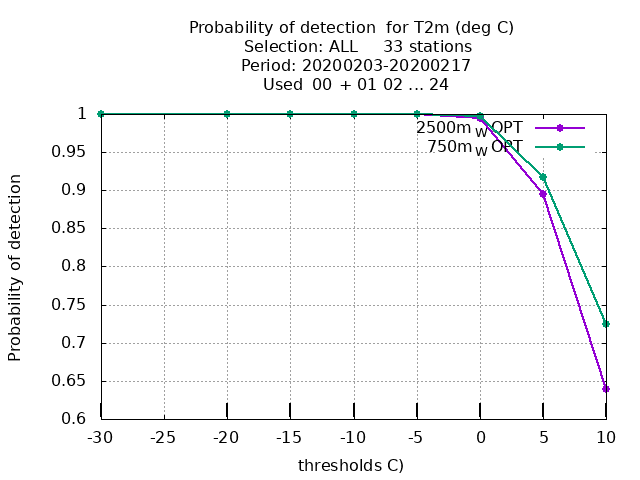 Probability of detection  for T2m (deg C)
Selection: ALL     33 stations
Period: 20200203-20200217
Used  00 + 01 02 ... 24
Probability of detection
1
0.95
0.9
0.85
0.8
0.75
0.7
0.65
0.6
2500m WOPT
750m WOPT
-30 -25 -20 -15 -10 -5 0 5 10
thresholds C)